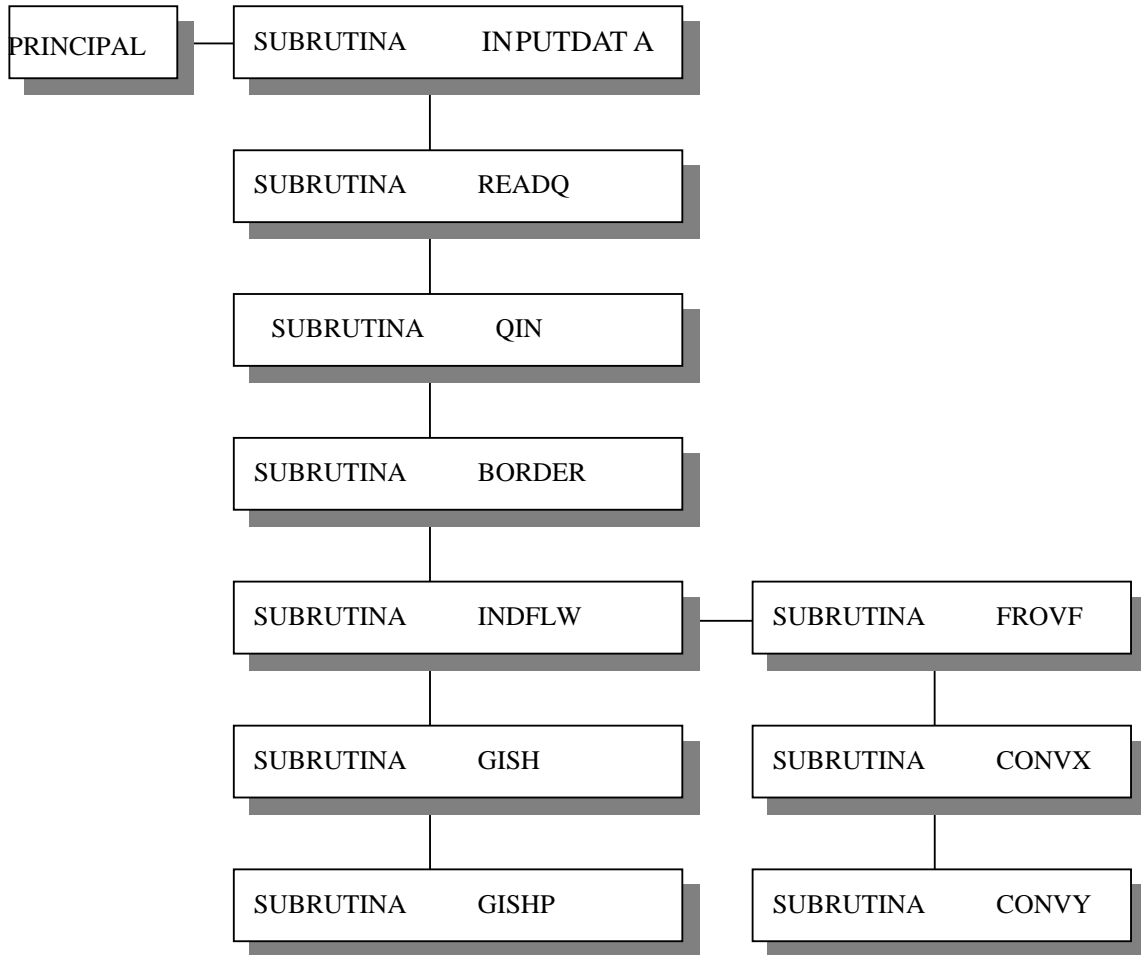 PRINCIPAL
SUBRUTINA INPUTDAT A
SUBRUTINA READQ
SUBRUTINA QIN
SUBRUTINA BORDER
SUBRUTINA INDFLW
SUBRUTINA FROVF
SUBRUTINA GISH
SUBRUTINA CONVX
SUBRUTINA GISHP
SUBRUTINA CONVY